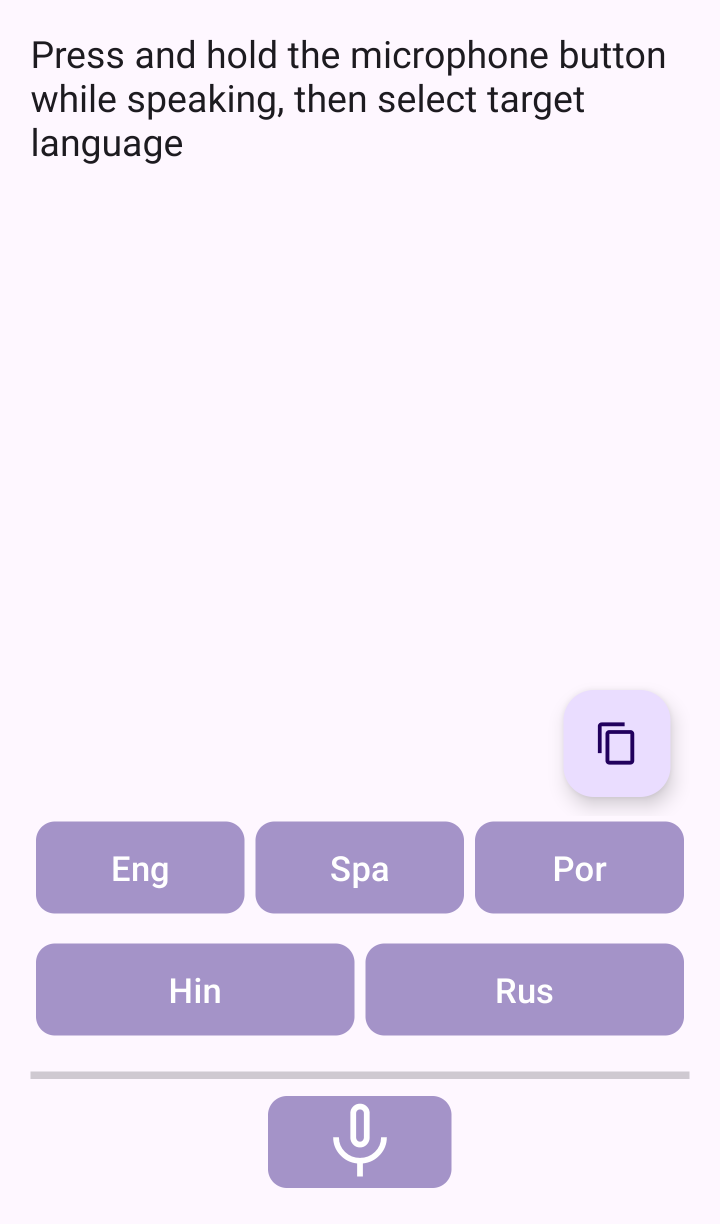 Press and hold the microphone button
while speaking, then select target
language
Eng
Spa
Por
Hin
Rus